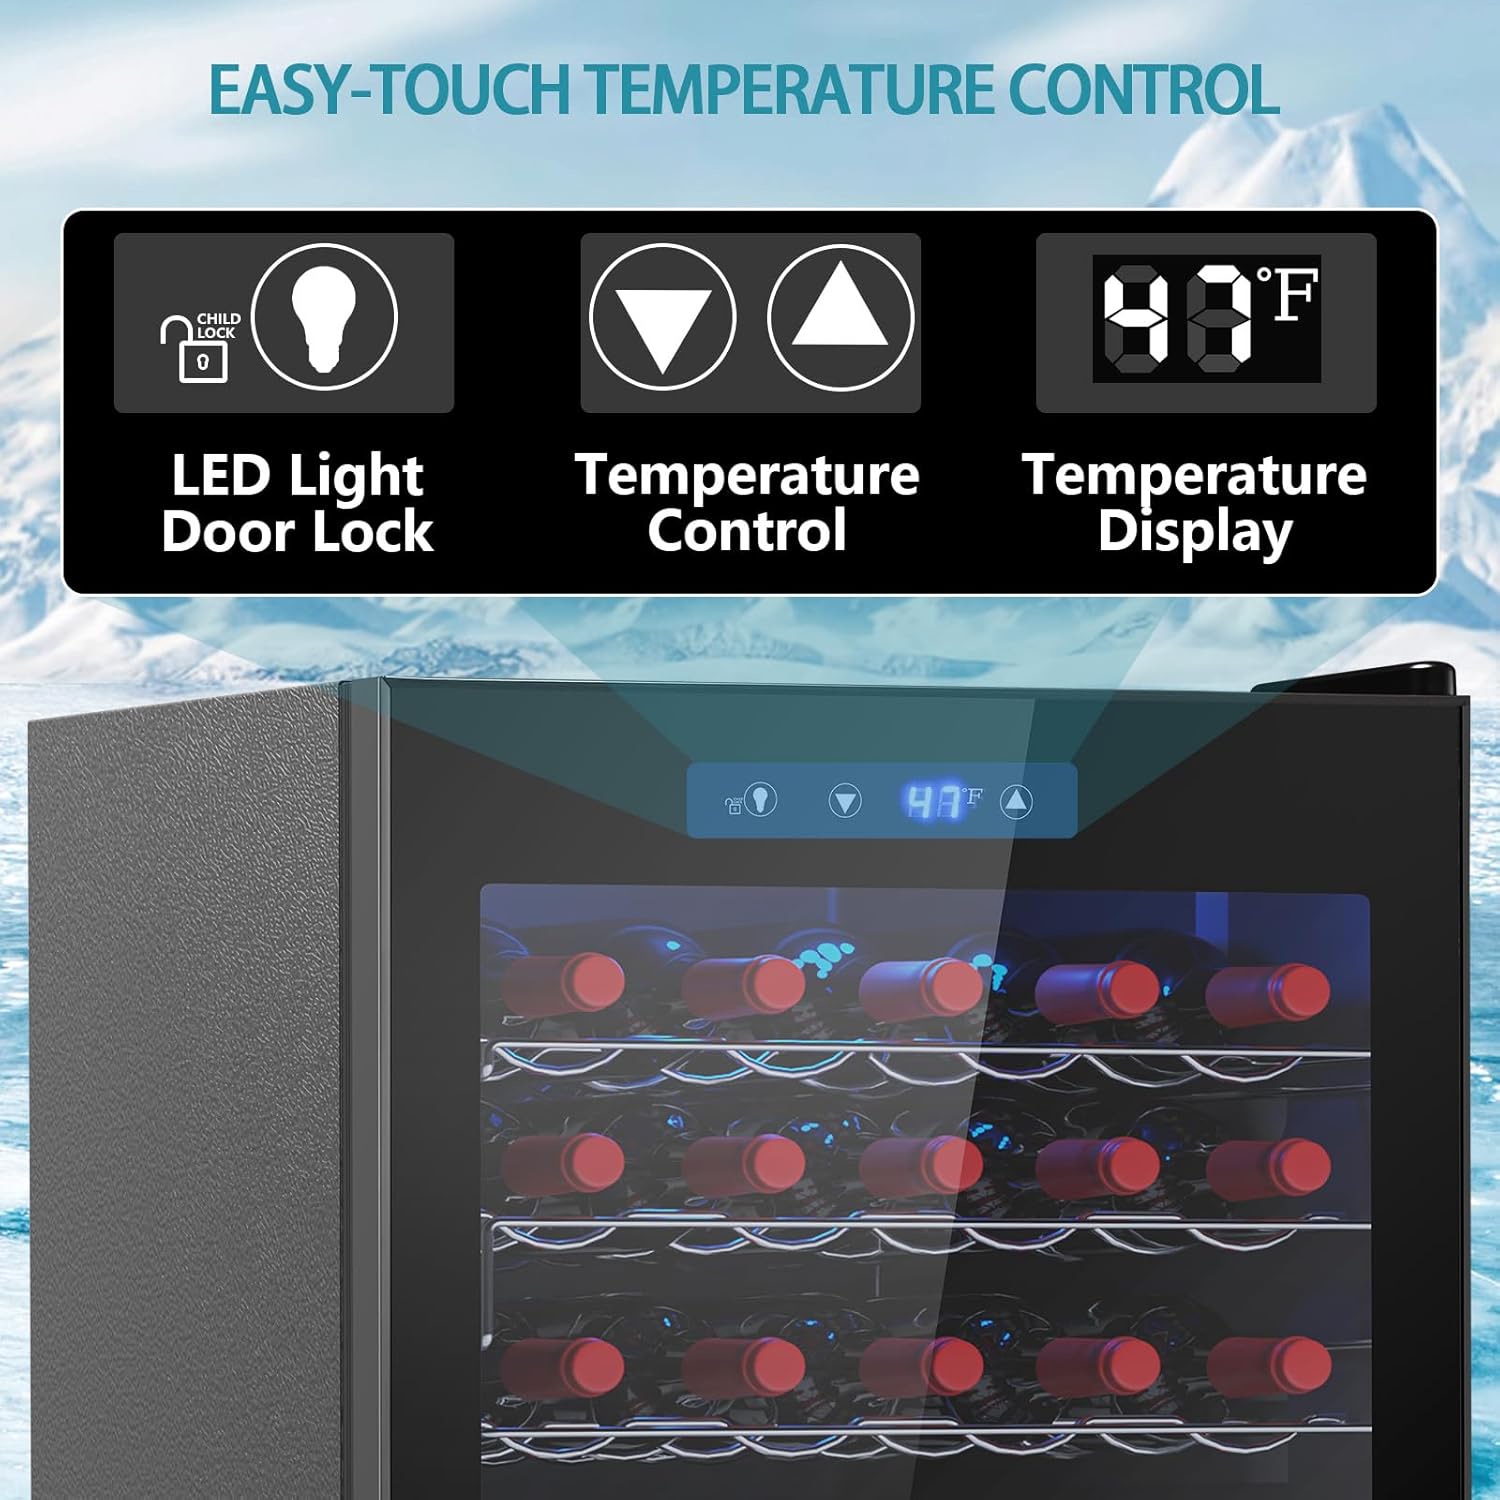 EASY-TOUCH TEMPERATURE CONTROL
CHILD
LOCK
47°F
LED Light
Door Lock
Temperature
Control
Temperature
Display
47°F